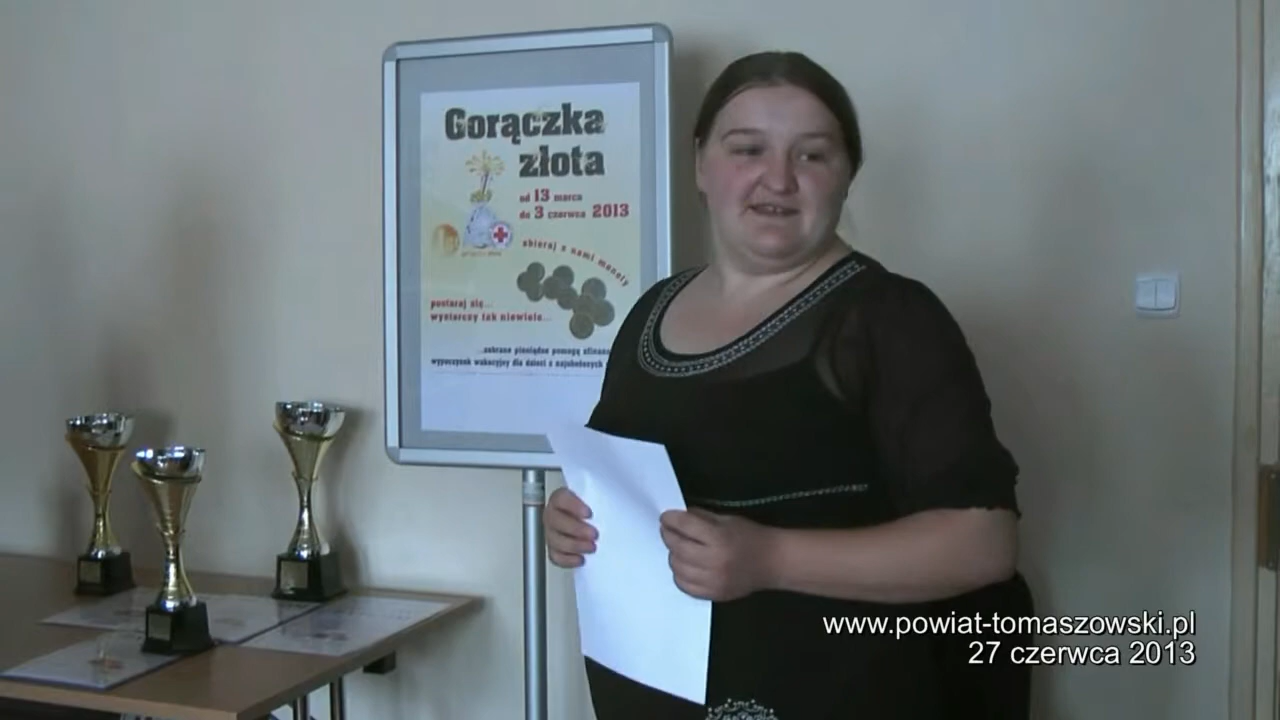 Gorączka
złota
od 13 marca
do 3 czerwca 2013
zbieraj z nami monety
postaraj się...
wystarczy tak niewiele...
...zebrane pieniądze pomogą
wypoczynek wakacyjny dla dzieci z najuboższych
www.powiat-tomaszowski.pl
27 czerwca 2013